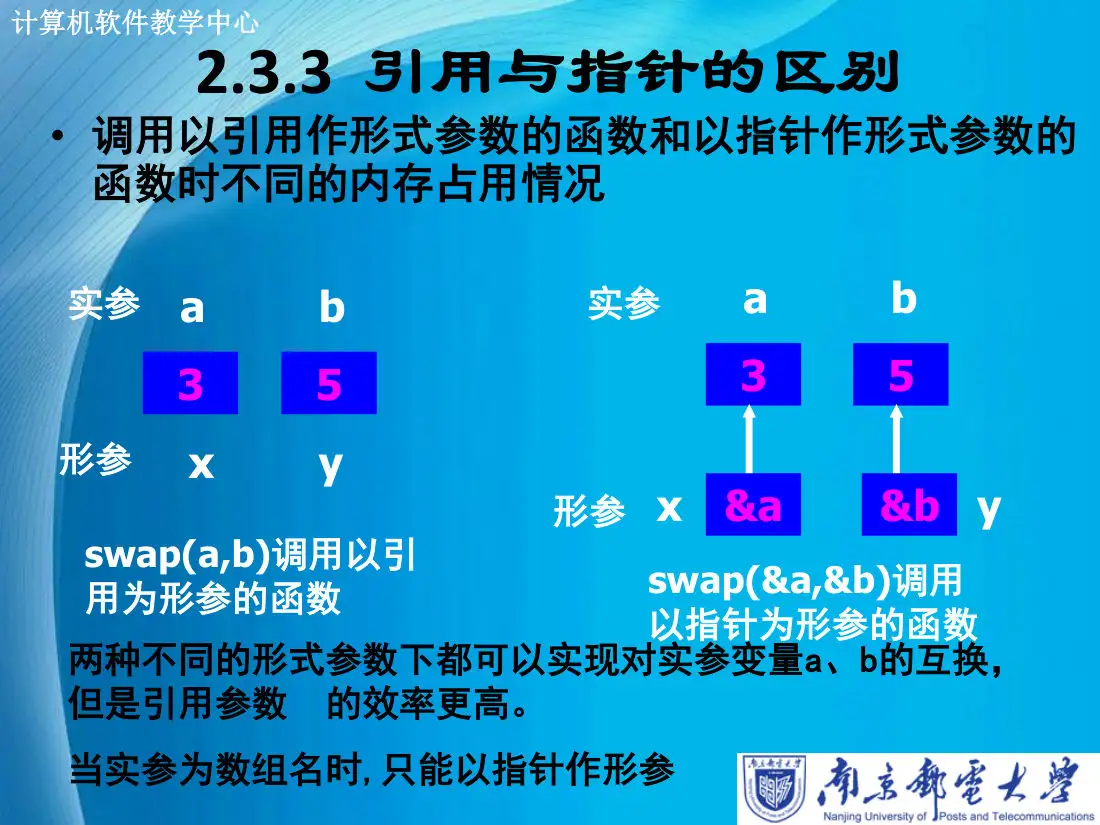 计算机软件教学中心
2.3.3 引用与指针的区别
• 调用以引用作形式参数的函数和以指针作形式参数的
函数时不同的内存占用情况
实参 a b
3 5
形参 x y
swap(a,b)调用以引
用为形参的函数
实参 a b
3 5
形参 x &a &b y
swap(&a,&b)调用
以指针为形参的函数
两种不同的形式参数下都可以实现对实参变量a、b的互换，
但是引用参数 的效率更高。
当实参为数组名时,只能以指针作形参
南京邮电大学
南京郵電大学
Nanjing University of Posts and Telecommunications